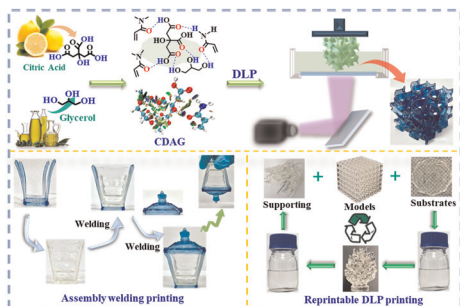 Citric Acid
Glycerol
CDAG
DLP
Welding
Welding
Assembly welding printing
Supporting
Models
Substrates
Reprintable DLP printing